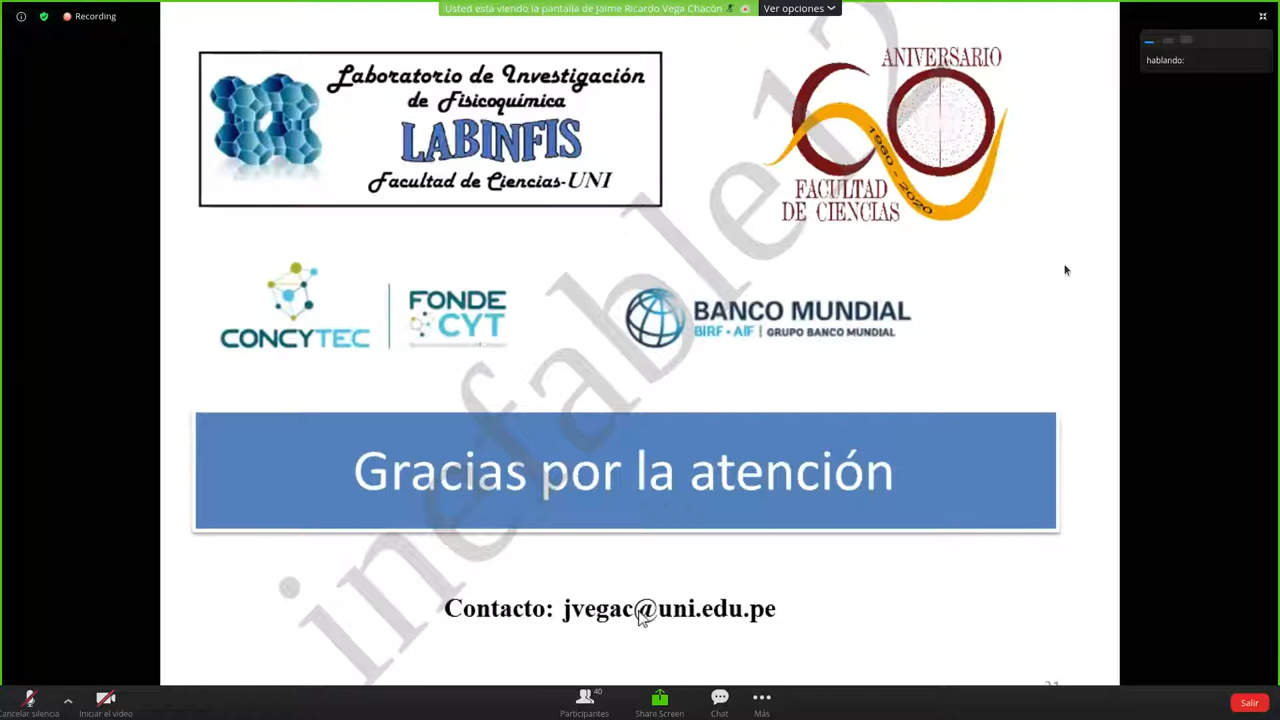 Recording
Usted está viendo la pantalla de Jaime Ricardo Vega Chacón
Ver opciones
hablando:
Laboratorio de Investigación
de Fisicoquímica
LABINFIS
Facultad de Ciencias-UNI
ANIVERSARIO
60
1960 - 2020
FACULTAD
DE CIENCIAS
CONCYTEC
FONDE
CYT
BANCO MUNDIAL
BIRF • AIF | GRUPO BANCO MUNDIAL
Gracias por la atención
Contacto: jvegac@uni.edu.pe
inefable12
Cancelar silencia
Iniciar el video
40
Participantes
Share Screen
Chat
Más
Salir